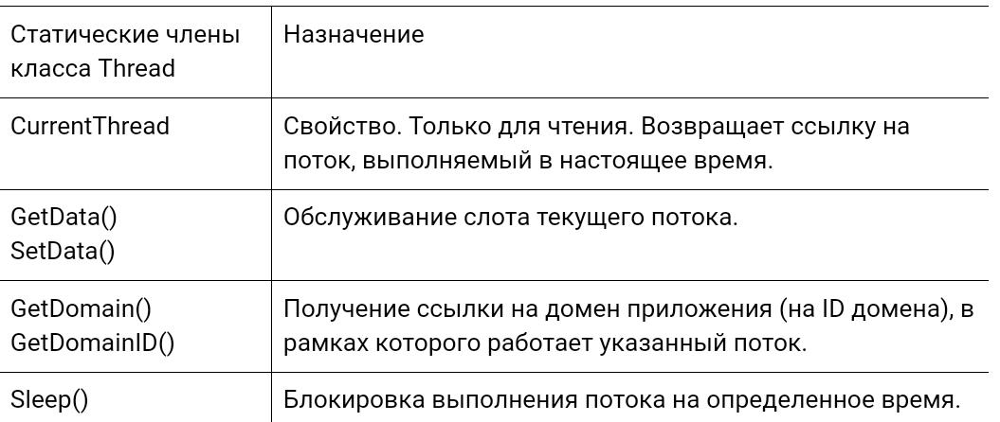 Статические члены
класса Thread
Назначение
CurrentThread
Свойство. Только для чтения. Возвращает ссылку на
поток, выполняемый в настоящее время.
GetData()
SetData()
Обслуживание слота текущего потока.
GetDomain()
GetDomainID()
Получение ссылки на домен приложения (на ID домена), в
рамках которого работает указанный поток.
Sleep()
Блокировка выполнения потока на определенное время.